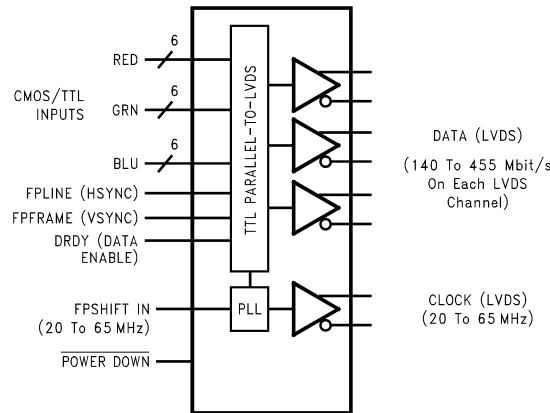 6
RED
6
CMOS/TTL
INPUTS
GRN
6
BLU
FPLINE (HSYNC)
FPFRAME (VSYNC)
DRDY (DATA
ENABLE)
FPSHIFT IN
(20 To 65 MHz)
POWER DOWN
TTL PARALLEL-TO-LVDS
PLL
DATA (LVDS)
(140 To 455 Mbit/s
On Each LVDS
Channel)
CLOCK (LVDS)
(20 To 65 MHz)